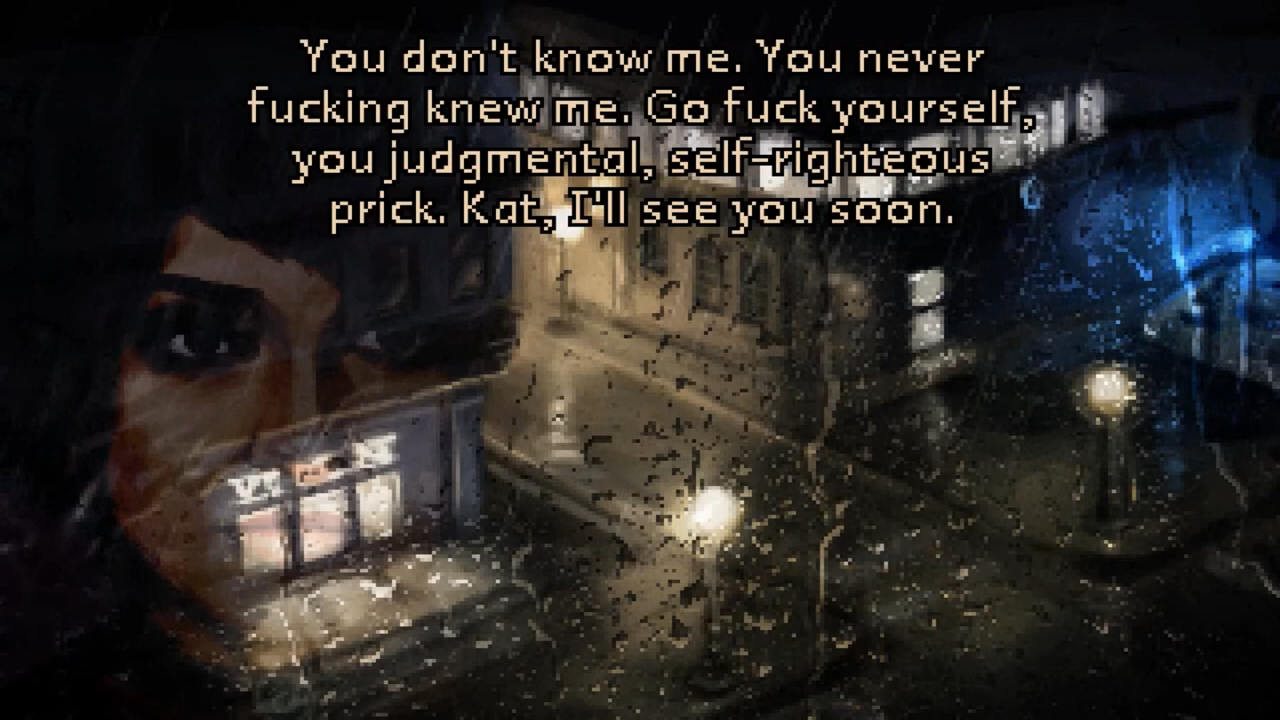 You don't know me. You never
fucking knew me. Go fuck yourself,
you judgmental, self-righteous
prick. Kat, I'll see you soon.